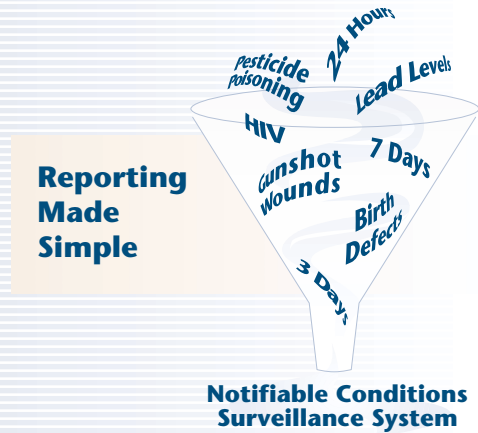 24 Hours
Pesticide
Poisoning
Lead Levels
HIV
Gunshot
Wounds
7 Days
Birth
Defects
3 Days
Reporting
Made
Simple
Notifiable Conditions
Surveillance System